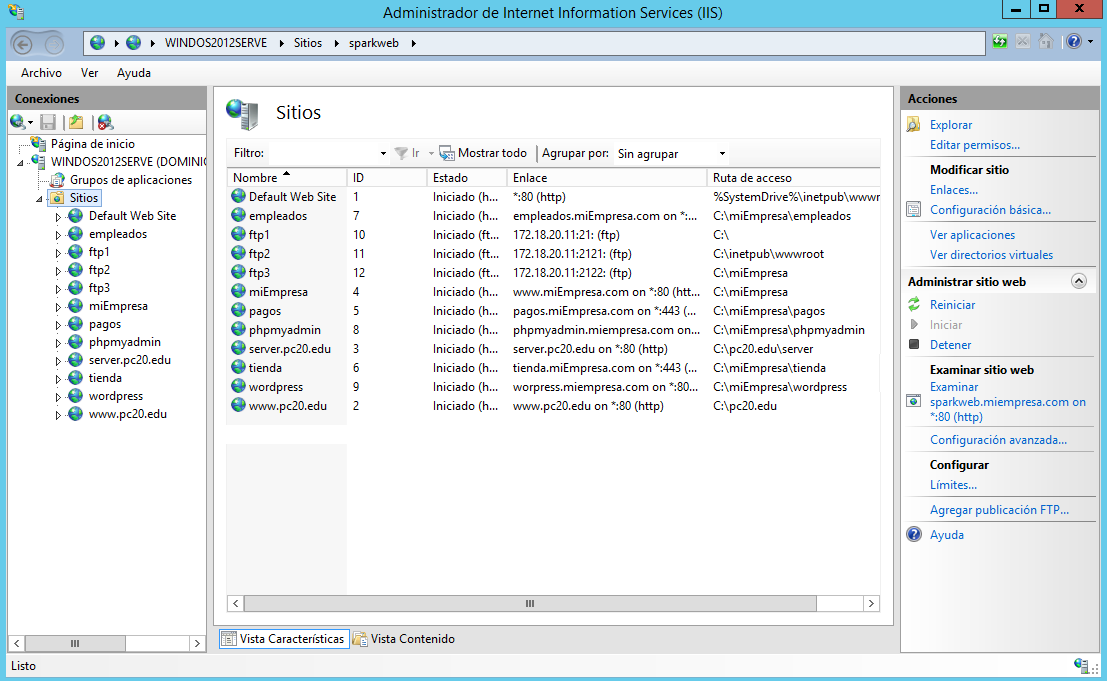 Administrador de Internet Information Services (IIS)
WINDOS2012SERVE Sitios sparkweb
Archivo Ver Ayuda
Conexiones
Página de inicio
WINDOS2012SERVE (DOMINIO
Grupos de aplicaciones
Sitios
Default Web Site
empleados
ftp1
ftp2
ftp3
miEmpresa
pagos
phpmyadmin
server.pc20.edu
tienda
wordpress
www.pc20.edu
Sitios
Filtro: Ir Mostrar todo Agrupar por: Sin agrupar
Nombre ID Estado Enlace Ruta de acceso
Default Web Site 1 Iniciado (h... *:80 (http) %SystemDrive%\inetpub\wwwr
empleados 7 Iniciado (h... empleados.miEmpresa.com on *:... C:\miEmpresa\empleados
ftp1 10 Iniciado (ft... 172.18.20.11:21: (ftp) C:\
ftp2 11 Iniciado (ft... 172.18.20.11:2121: (ftp) C:\inetpub\wwwroot
ftp3 12 Iniciado (ft... 172.18.20.11:2122: (ftp) C:\miEmpresa
miEmpresa 4 Iniciado (h... www.miEmpresa.com on *:80 (htt... C:\miEmpresa
pagos 5 Iniciado (h... pagos.miEmpresa.com on *:443 (... C:\miEmpresa\pagos
phpmyadmin 8 Iniciado (h... phpmyadmin.miempresa.com on... C:\miEmpresa\phpmyadmin
server.pc20.edu 3 Iniciado (h... server.pc20.edu on *:80 (http) C:\pc20.edu\server
tienda 6 Iniciado (h... tienda.miEmpresa.com on *:443 (... C:\miEmpresa\tienda
wordpress 9 Iniciado (h... worpress.miempresa.com on *:80... C:\miEmpresa\wordpress
www.pc20.edu 2 Iniciado (h... www.pc20.edu on *:80 (http) C:\pc20.edu
Vista Características Vista Contenido
Acciones
Explorar
Editar permisos...
Modificar sitio
Enlaces...
Configuración básica...
Ver aplicaciones
Ver directorios virtuales
Administrar sitio web
Reiniciar
Iniciar
Detener
Examinar sitio web
Examinar
sparkweb.miempresa.com on
*:80 (http)
Configuración avanzada...
Configurar
Límites...
Agregar publicación FTP...
Ayuda
Listo